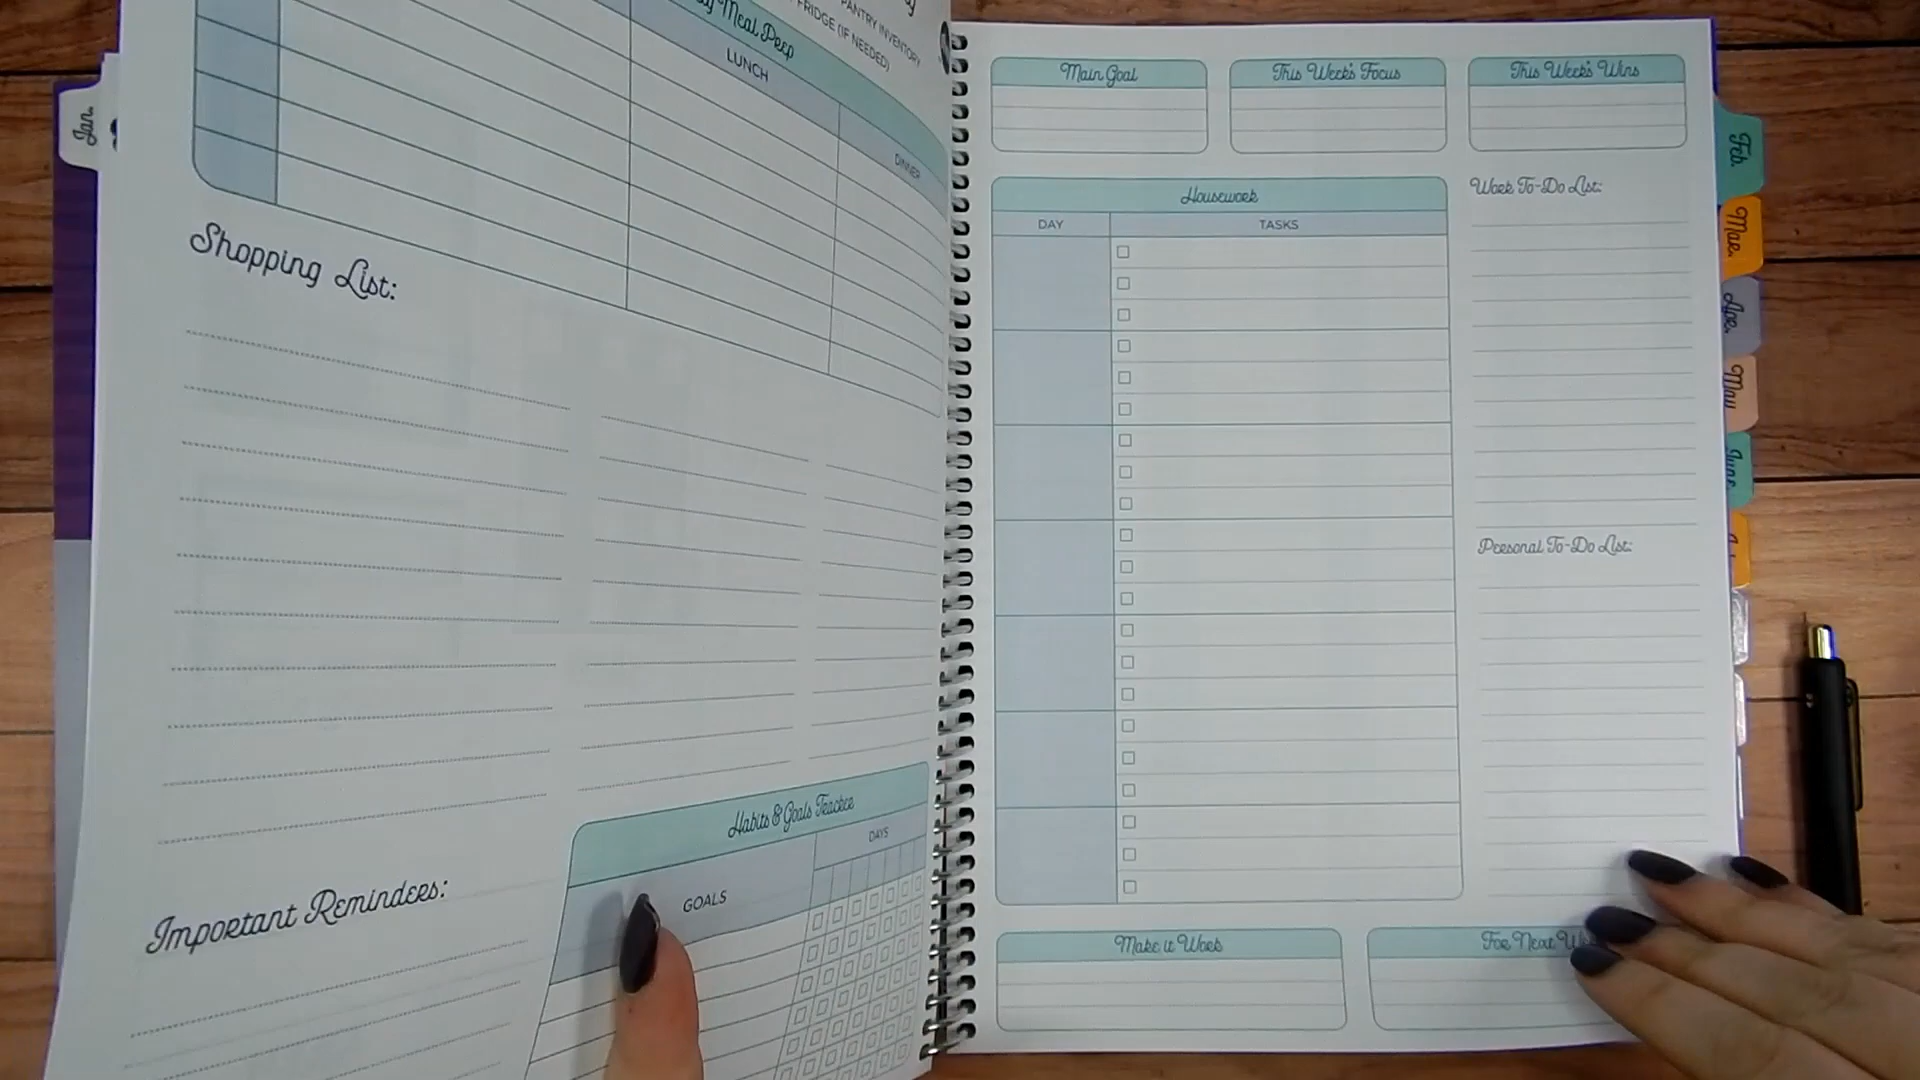 Jan.
PANTRY INVENTORY
FRIDGE (IF NEEDED)
Meal Prep
LUNCH
DINNER
Shopping List:
Habits & Goals Tracker
DAYS
GOALS
Important Reminders:
Main Goal
This Week's Focus
This Week's Wins
Housework
DAY
TASKS
Work To-Do List:
Personal To-Do List:
Make it Work
For Next
Feb.
Mar.
Apr.
May
June